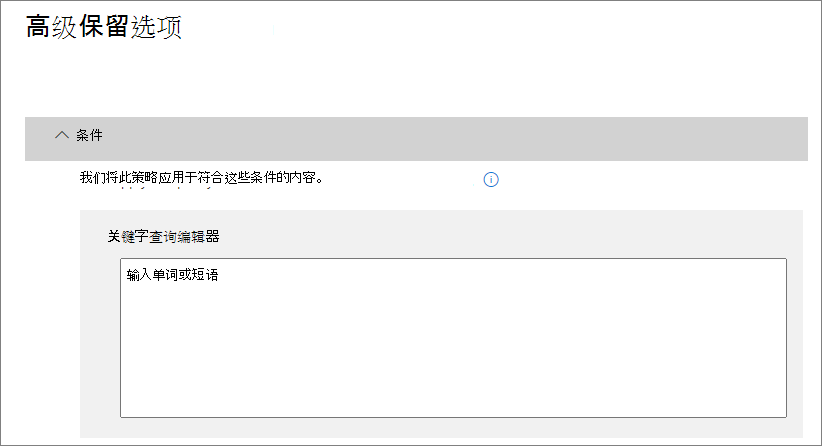 高级保留选项
条件
我们将此策略应用于符合这些条件的内容。
关键字查询编辑器
输入单词或短语